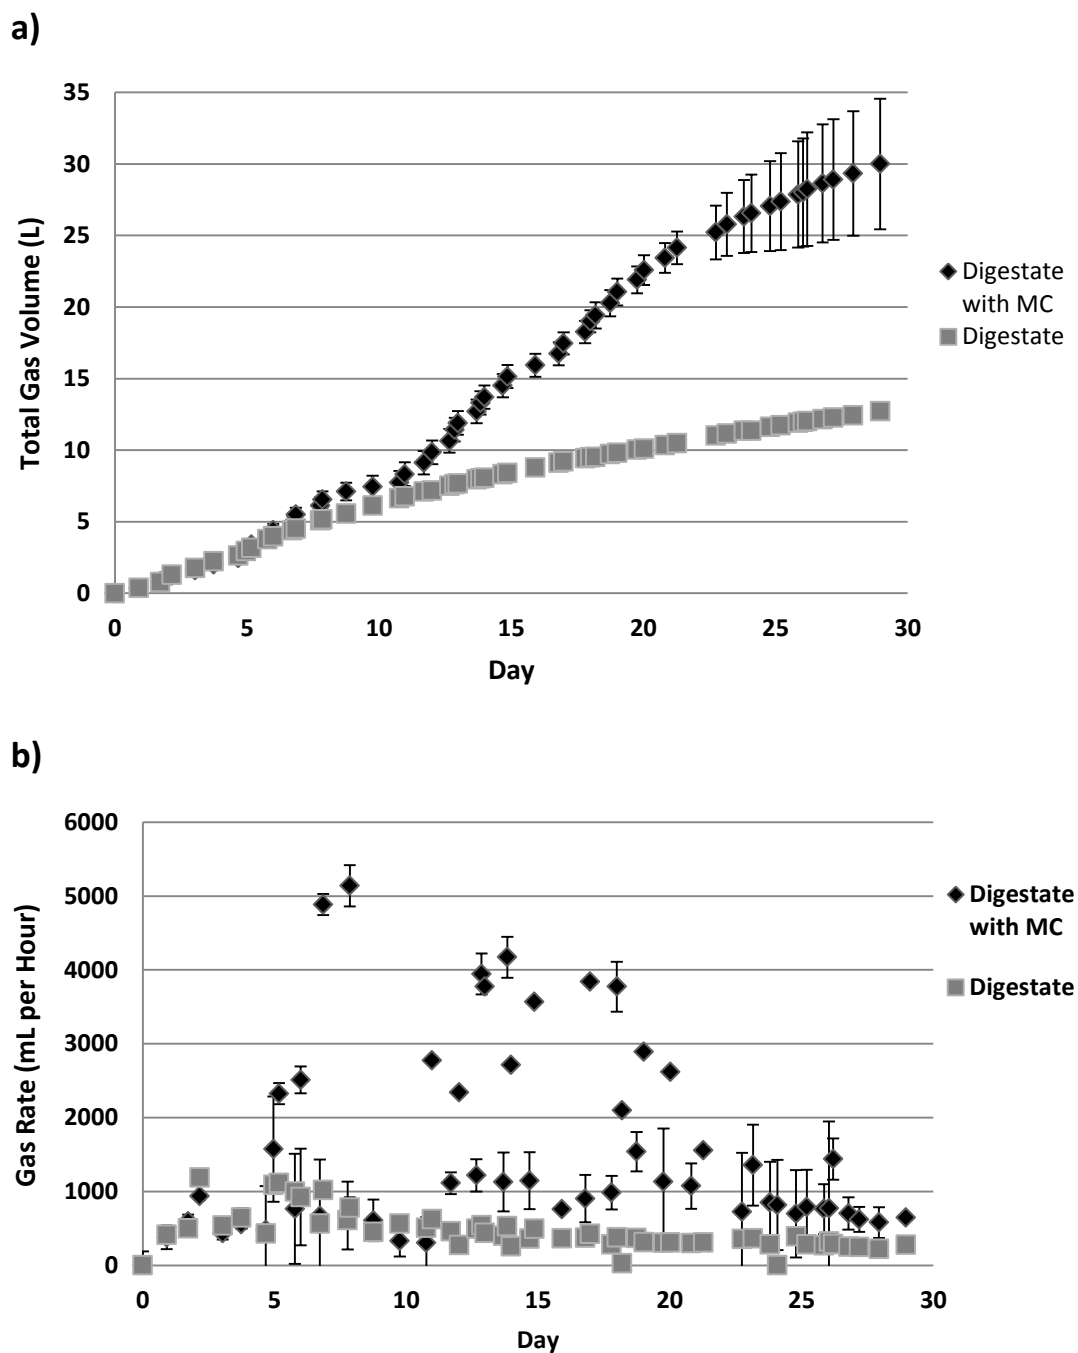 a)
35
30
25
20
15
10
5
0
Total Gas Volume (L)
0 5 10 15 20 25 30
Day
Digestate
with MC
Digestate
b)
6000
5000
4000
3000
2000
1000
0
Gas Rate (mL per Hour)
0 5 10 15 20 25 30
Day
Digestate
with MC
Digestate